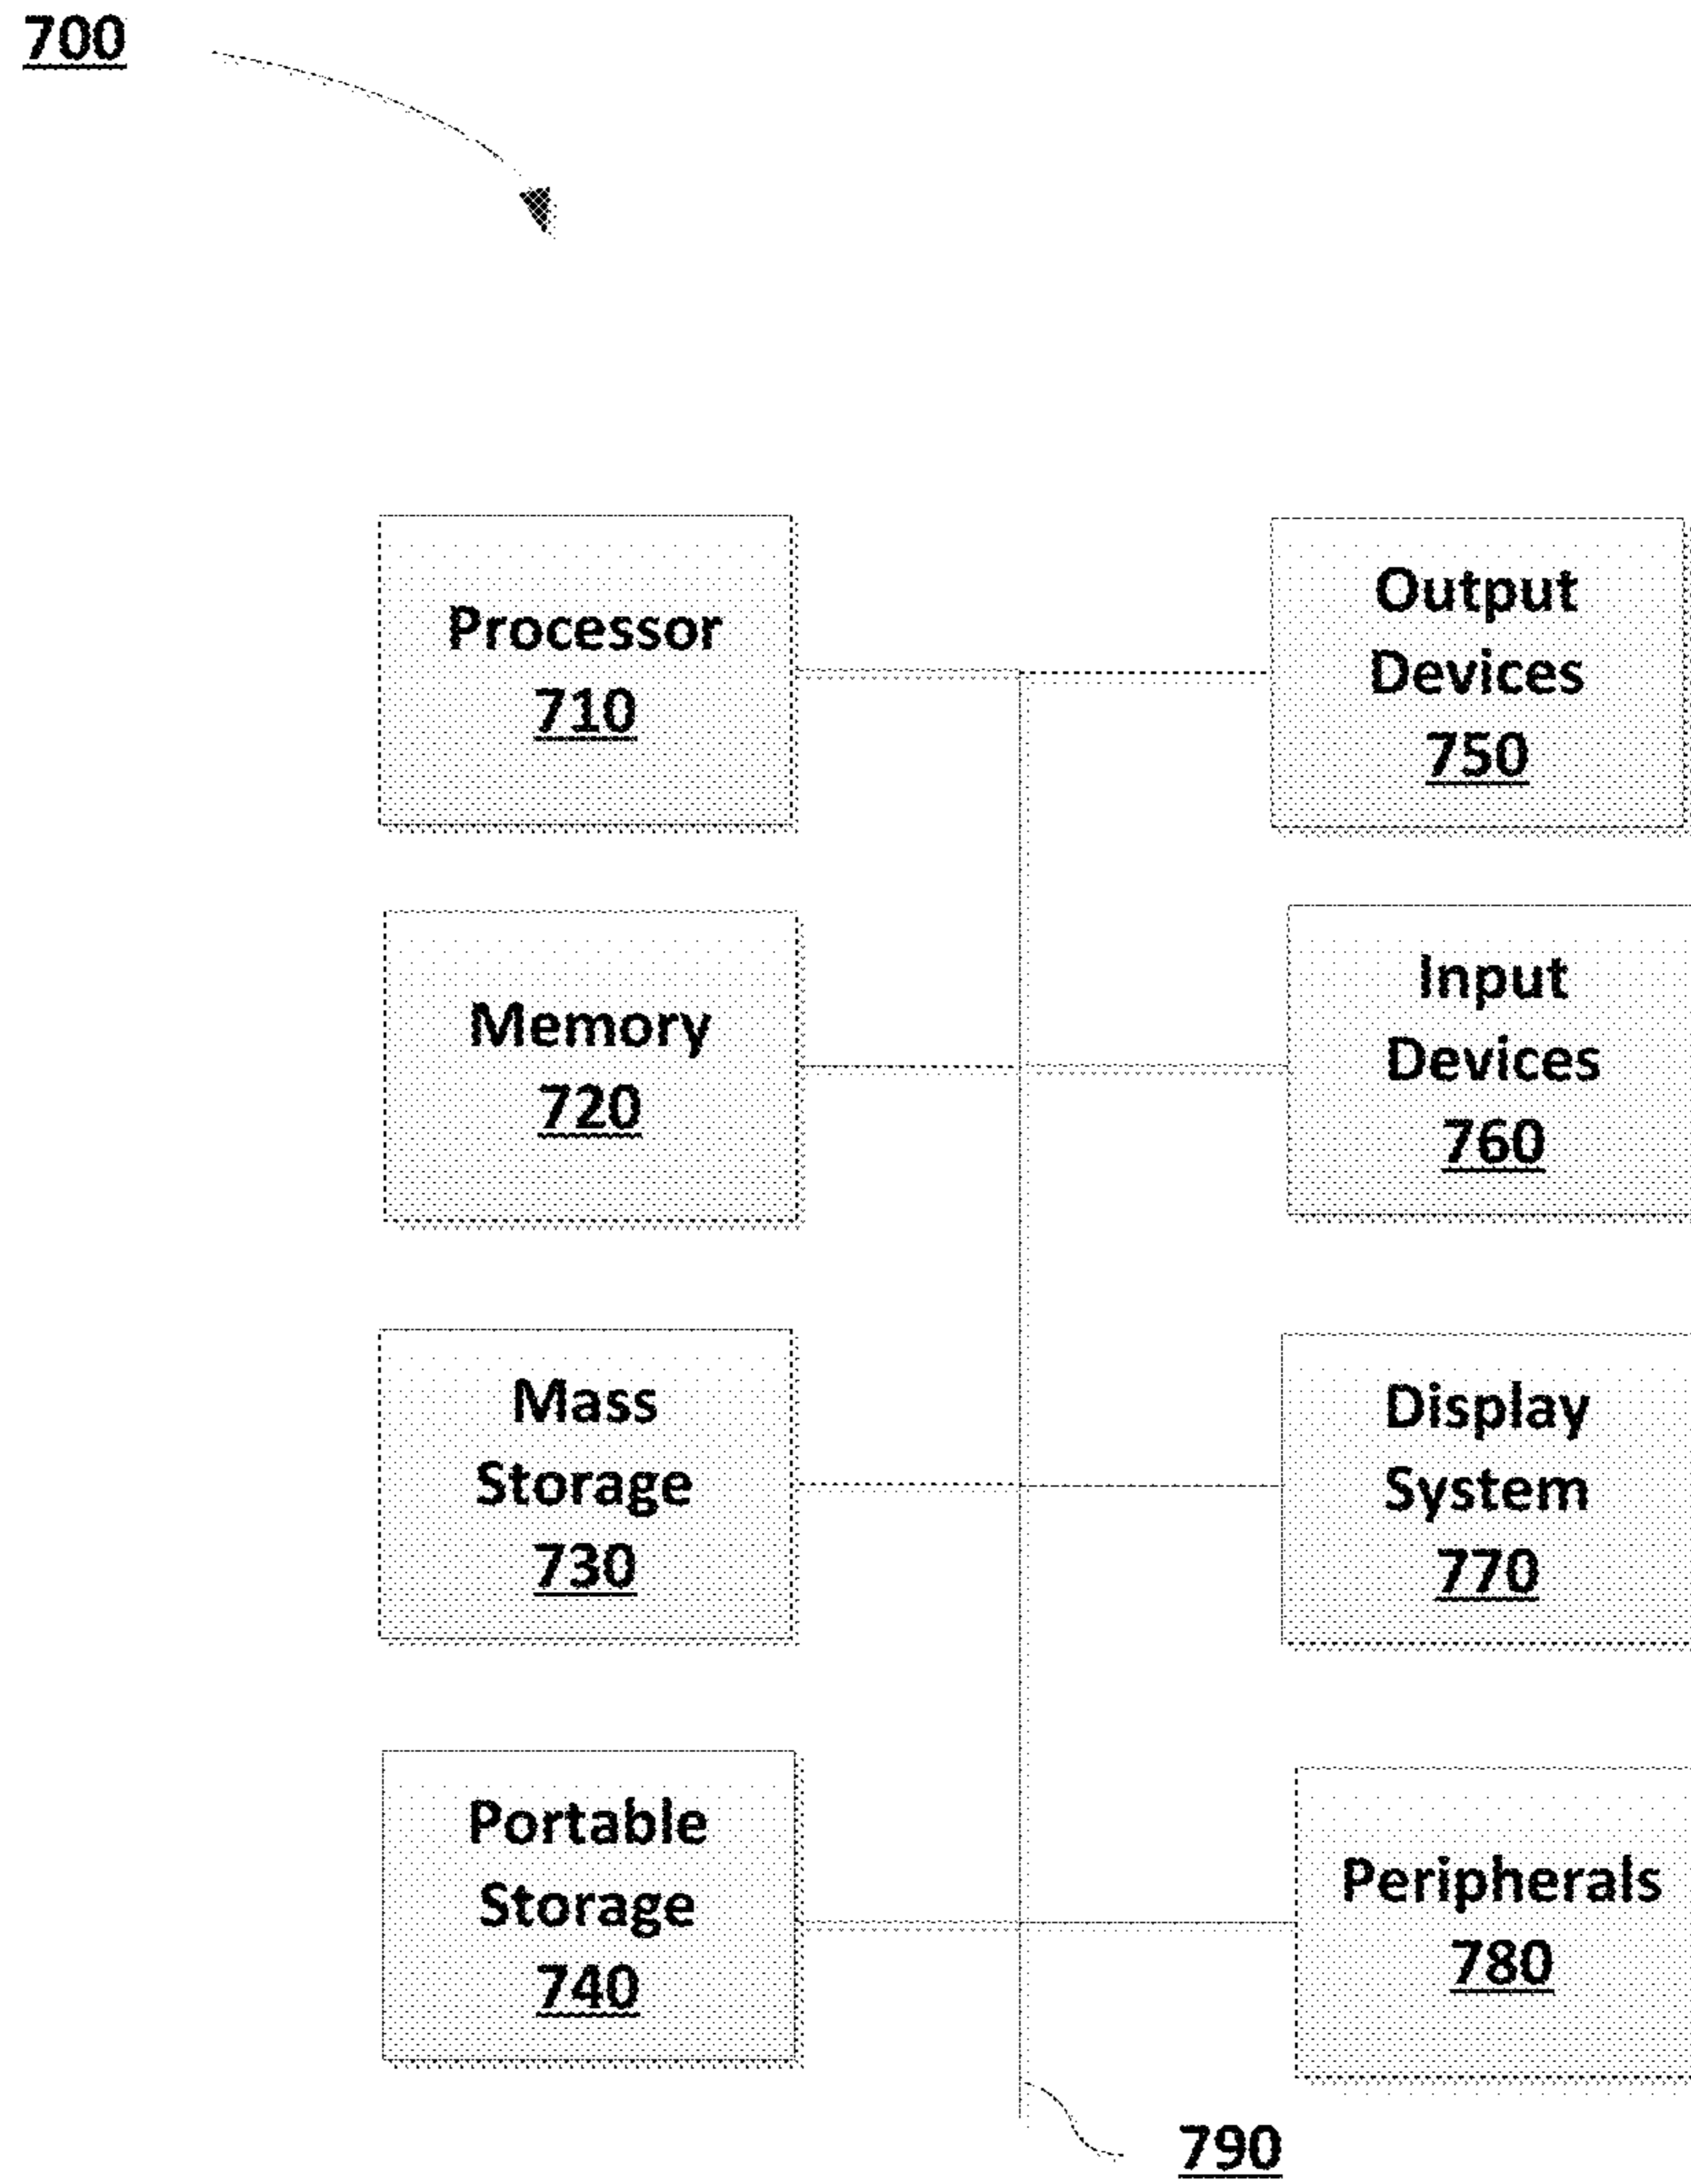 700
Processor
710
Output
Devices
750
Memory
720
Input
Devices
760
Mass
Storage
730
Display
System
770
Portable
Storage
740
Peripherals
780
790